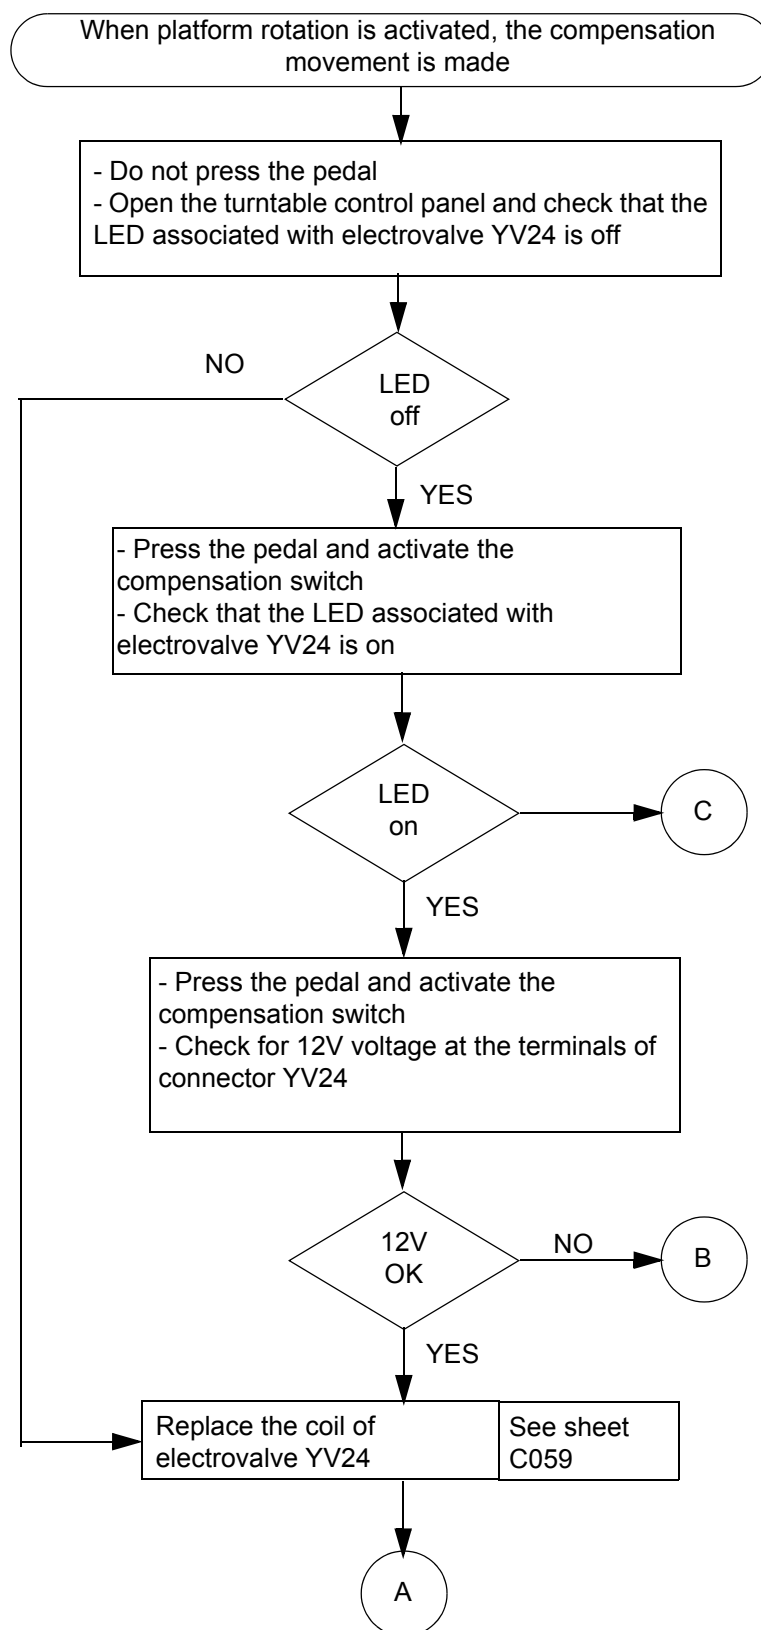 When platform rotation is activated, the compensation
movement is made
- Do not press the pedal
- Open the turntable control panel and check that the
LED associated with electrovalve YV24 is off
NO
LED
off
YES
- Press the pedal and activate the
compensation switch
- Check that the LED associated with
electrovalve YV24 is on
LED
on
C
YES
- Press the pedal and activate the
compensation switch
- Check for 12V voltage at the terminals of
connector YV24
12V
OK
NO
B
YES
Replace the coil of
electrovalve YV24
See sheet
C059
A